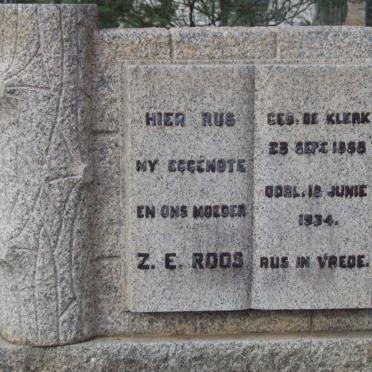 HIER RUS
MY EGGENOTE
EN ONS MOEDER
Z. E. ROOS
GEB. DE KLERK
23 SEPT. 1868
OORL. 18 JUNIE
1934.
RUS IN VREDE.